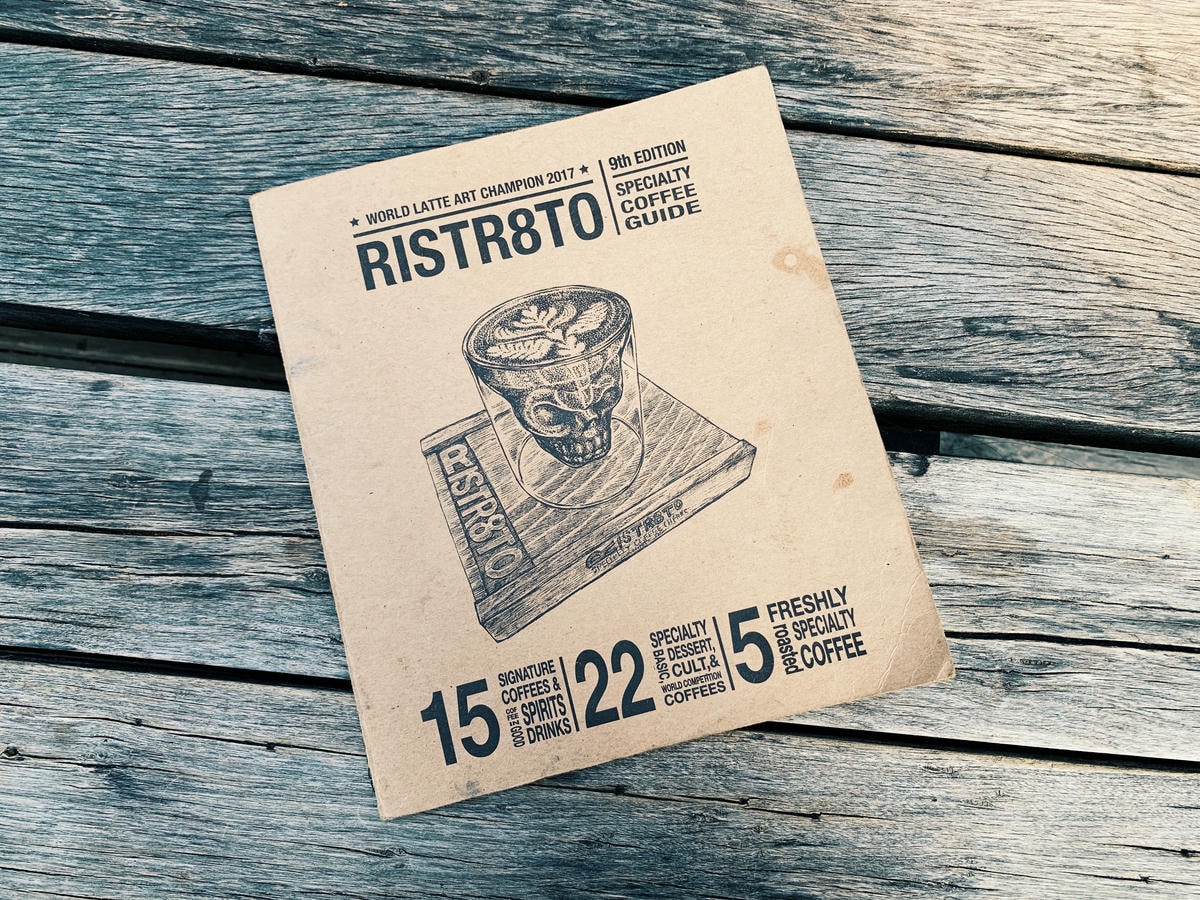 ★ WORLD LATTE ART CHAMPION 2017 ★
RISTR8TO
9th EDITION
SPECIALTY
COFFEE
GUIDE
RISTR8TO
RISTR8TO
15
SIGNATURE
COFFEES &
SPIRITS
DRINKS
22
SPECIALTY
BASIC
DESSERT,
CULT,&
WORLD COMPETITION
COFFEES
5
FRESHLY
roasted
SPECIALTY
COFFEE